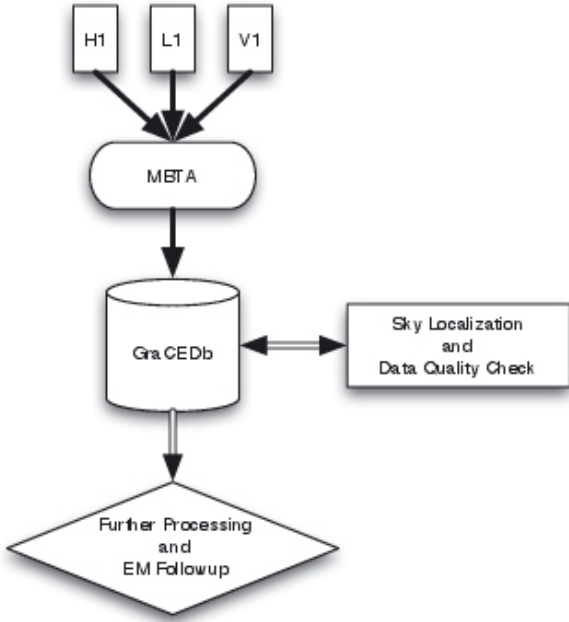 H1
L1
V1
MBTA
GraCEDb
Sky Localization
and
Data Quality Check
Further Processing
and
EM Followup